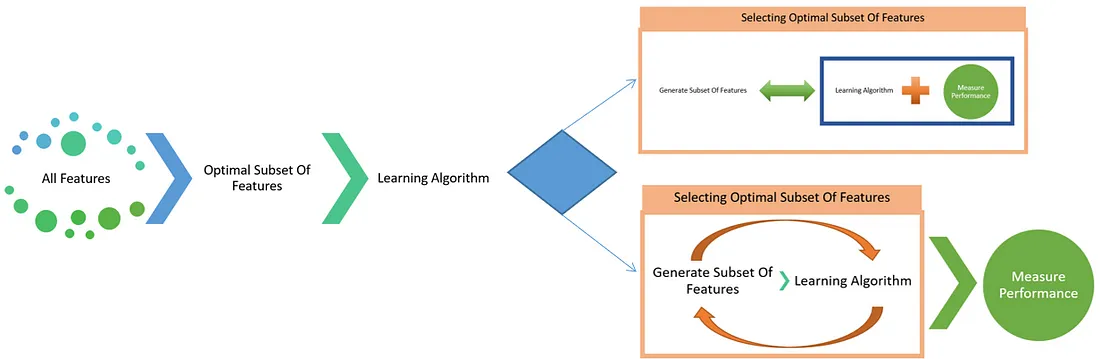 All Features
Optimal Subset Of
Features
Learning Algorithm
Selecting Optimal Subset Of Features
Generate Subset Of Features
Learning Algorithm
Measure
Performance
Selecting Optimal Subset Of Features
Generate Subset Of
Features
Learning Algorithm
Measure
Performance